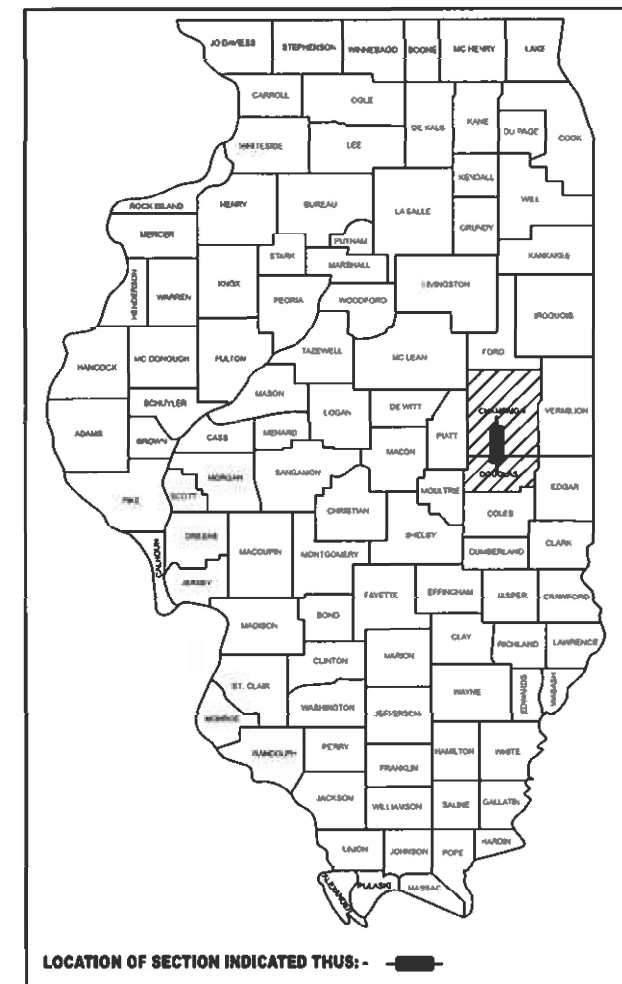 JO DAVIESS STEPHENSON WINNEBAGO BOONE MC HENRY LAKE
CARROLL OGLE DE KALB KANE DU PAGE COOK
WHITESIDE LEE
KENDALL
WILL
ROCK ISLAND HENRY BUREAU LA SALLE
GRUNDY
MERCER PUTNAM
STARK MARSHALL KANKAKEE
HENDERSON WARREN KNOX PEORIA WOODFORD LIVINGSTON
IROQUOIS
HANCOCK MC DONOUGH FULTON TAZEWELL MC LEAN FORD
MASON
SCHUYLER LOGAN DE WITT CHAMPAIGN VERMILION
ADAMS BROWN CASS MENARD PIATT
MACON
SANGAMON DOUGLAS
PIKE SCOTT MORGAN MOULTRIE EDGAR
CHRISTIAN COLES
SHELBY
CALHOUN GREENE MACOUPIN MONTGOMERY CUMBERLAND CLARK
JERSEY FAYETTE EFFINGHAM JASPER CRAWFORD
MADISON BOND
CLAY RICHLAND LAWRENCE
CLINTON MARION
ST. CLAIR WAYNE EDWARDS WABASH
WASHINGTON JEFFERSON
MONROE
RANDOLPH PERRY HAMILTON WHITE
FRANKLIN
JACKSON WILLIAMSON SALINE GALLATIN
UNION JOHNSON POPE HARDIN
ALEXANDER PULASKI MASSAC
LOCATION OF SECTION INDICATED THUS: -